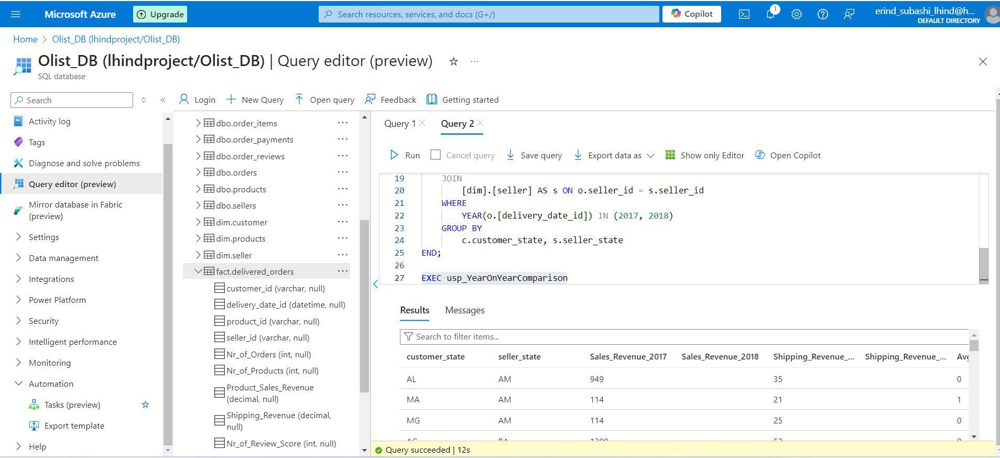 Microsoft Azure
Upgrade
Search resources, services, and docs (G+/)
Copilot
1
erind_subashi_lhind@h...
DEFAULT DIRECTORY
Home > Olist_DB (lhindproject/Olist_DB)
Olist_DB (lhindproject/Olist_DB) | Query editor (preview)
SQL database
Search
Activity log
Tags
Diagnose and solve problems
Query editor (preview)
Mirror database in Fabric
(preview)
Settings
Data management
Integrations
Power Platform
Security
Intelligent performance
Monitoring
Automation
Tasks (preview)
Export template
Help
Login
New Query
Open query
Feedback
Getting started
dbo.order_items
dbo.order_payments
dbo.order_reviews
dbo.orders
dbo.products
dbo.sellers
dim.customer
dim.products
dim.seller
fact.delivered_orders
customer_id (varchar, null)
delivery_date_id (datetime, null)
product_id (varchar, null)
seller_id (varchar, null)
Nr_of_Orders (int, null)
Nr_of_Products (int, null)
Product_Sales_Revenue
(decimal, null)
Shipping_Revenue (decimal,
null)
Nr_of_Review_Score (int, null)
Query 1
Query 2
Run
Cancel query
Save query
Export data as
Show only Editor
Open Copilot
19 JOIN
20 [dim].[seller] AS s ON o.seller_id = s.seller_id
21 WHERE
22 YEAR(o.[delivery_date_id]) IN (2017, 2018)
23 GROUP BY
24 c.customer_state, s.seller_state
25 END;
26
27 EXEC usp_YearOnYearComparison
Results
Messages
Search to filter items...
customer_state seller_state Sales_Revenue_2017 Sales_Revenue_2018 Shipping_Revenue_... Shipping_Revenue_... Avg
AL AM 949 35 0
MA AM 114 21 1
MG AM 114 25 0
Query succeeded | 12s